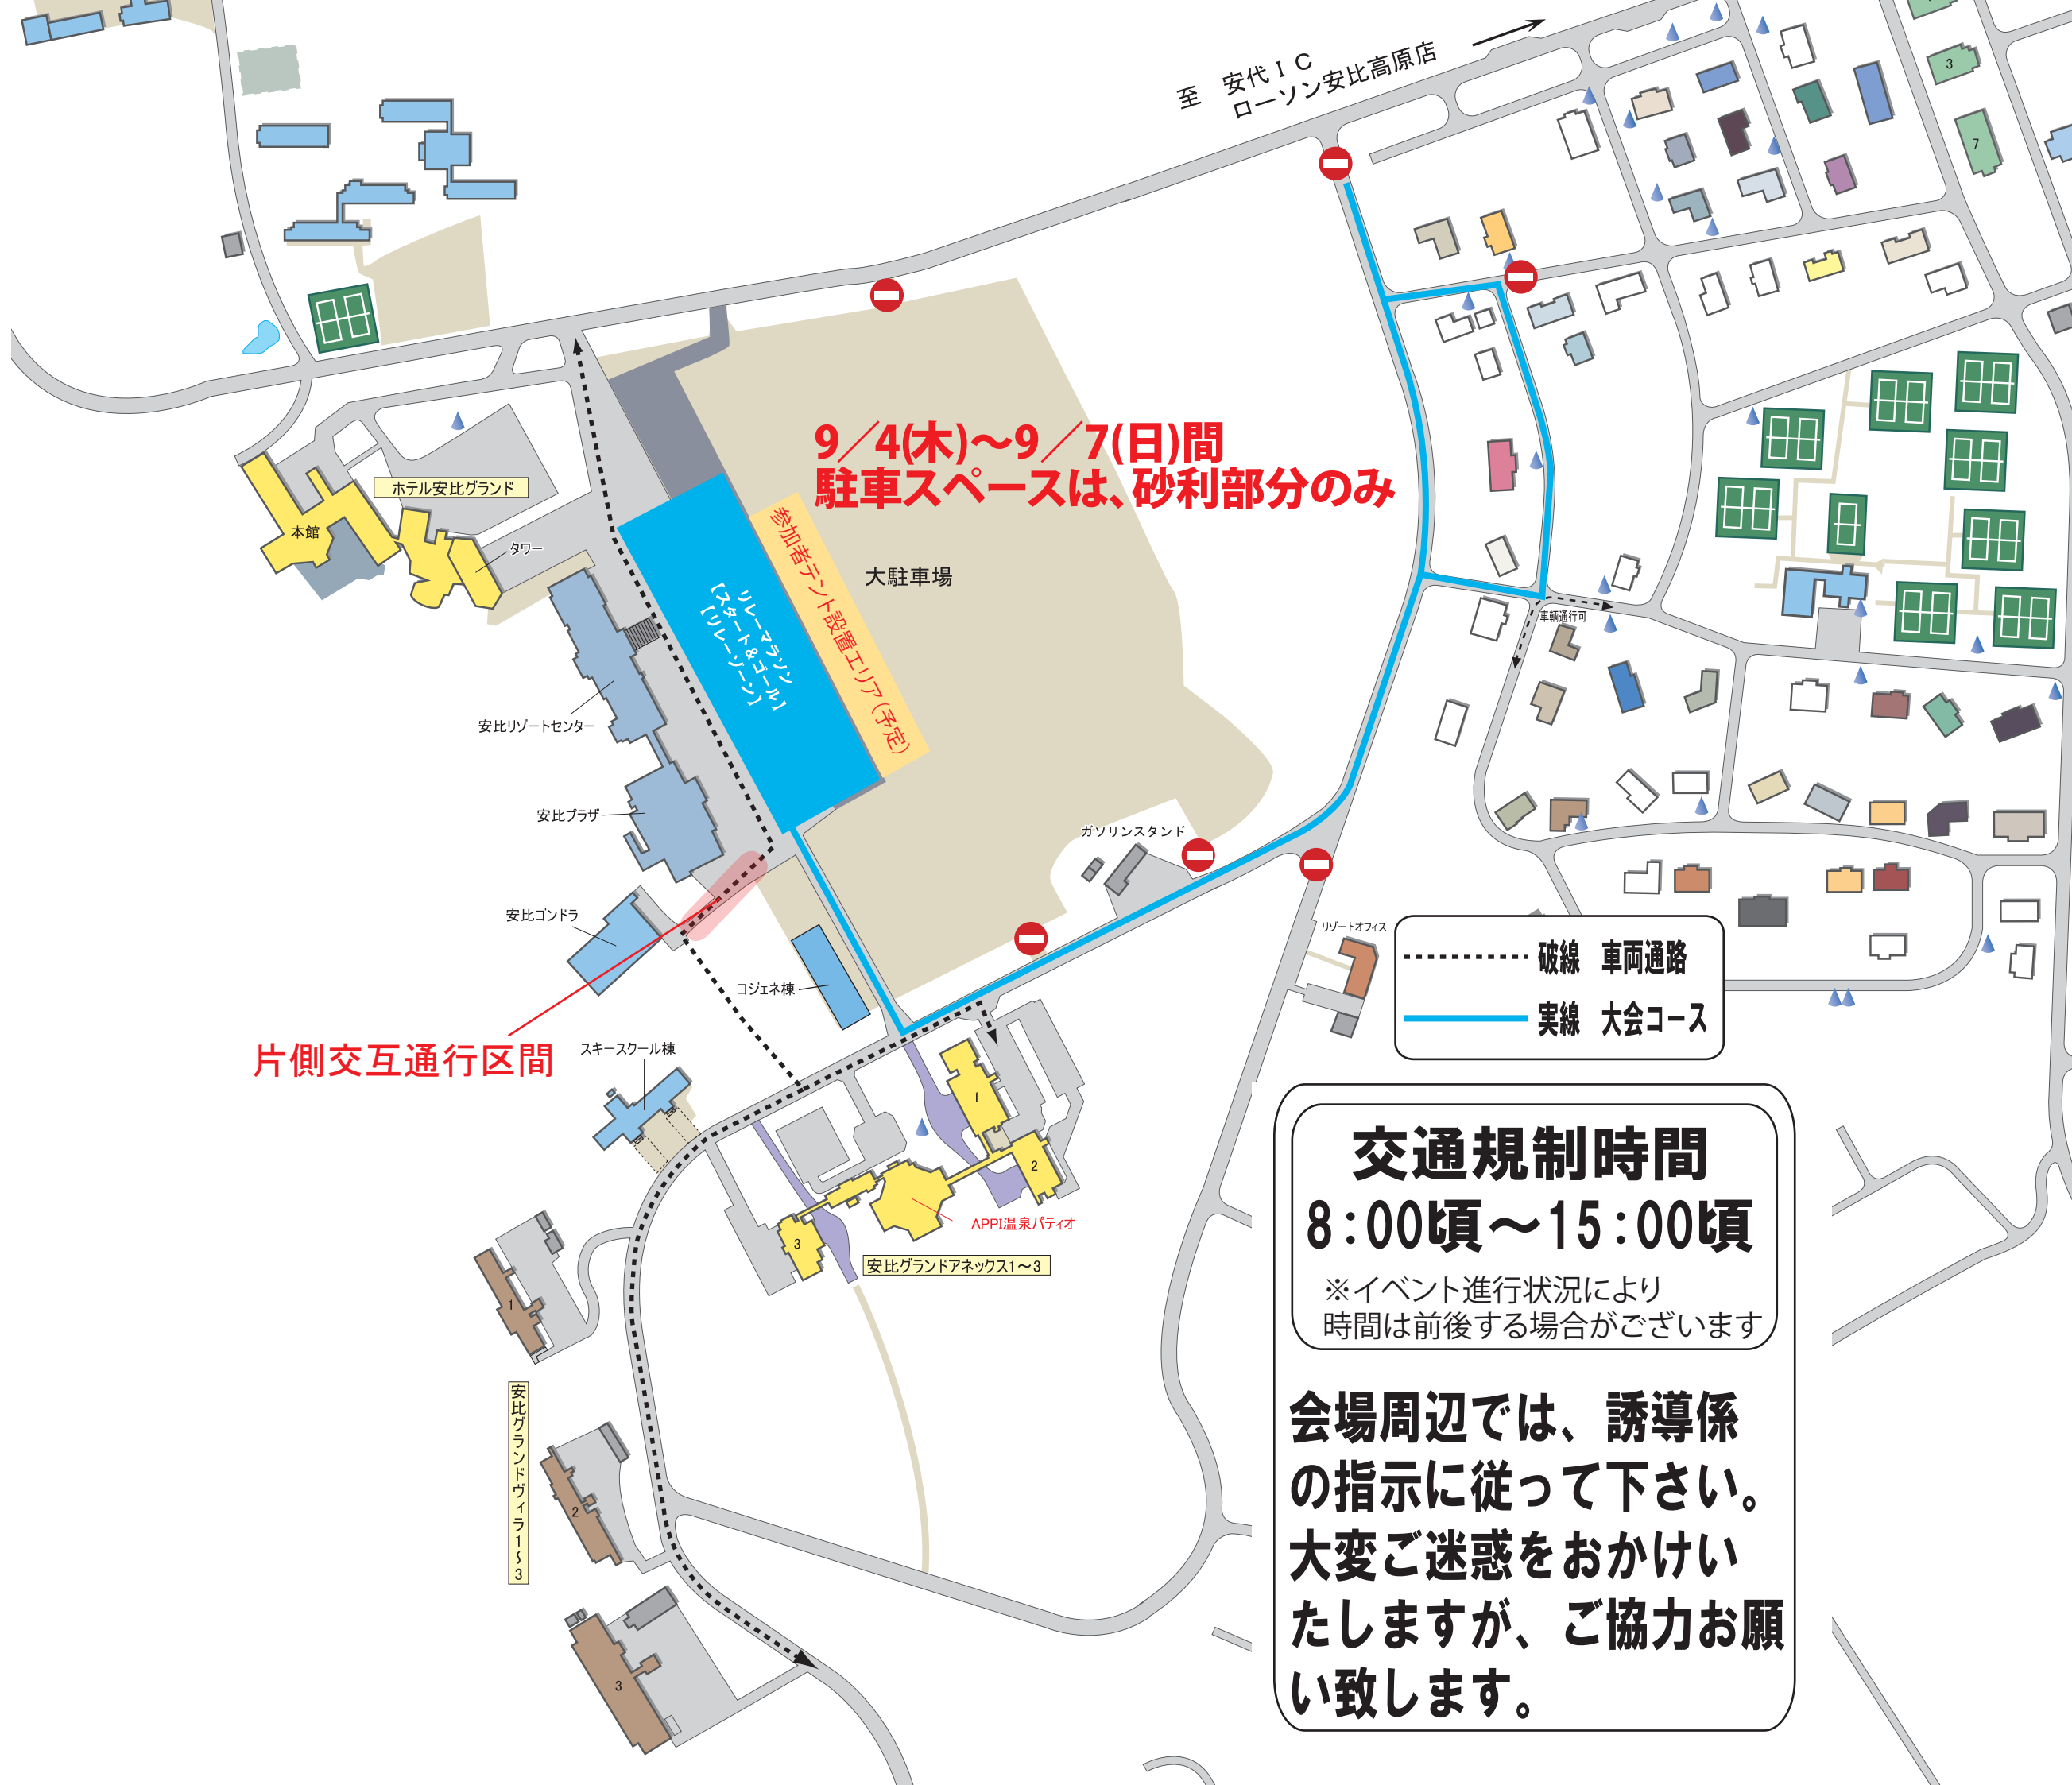 至　安代ＩＣ
ローソン安比高原店
9／4(木)～9／7(日)間
駐車スペースは、砂利部分のみ
ホテル安比グランド
本館
タワー
大駐車場
リレーマラソン
【スタート＆ゴール】
【リレーゾーン】
参加者テント設置エリア（予定）
車輌通行可
安比リゾートセンター
安比プラザ
ガソリンスタンド
安比ゴンドラ
リゾートオフィス
コジェネ棟
破線　車両通路
実線　大会コース
片側交互通行区間
スキースクール棟
1
2
3
APPI温泉パティオ
安比グランドアネックス1～3
1
2
3
安比グランドヴィラ1～3
3
7
交通規制時間
8：00頃～15：00頃
※イベント進行状況により
時間は前後する場合がございます
会場周辺では、誘導係
の指示に従って下さい。
大変ご迷惑をおかけい
たしますが、ご協力お願
い致します。